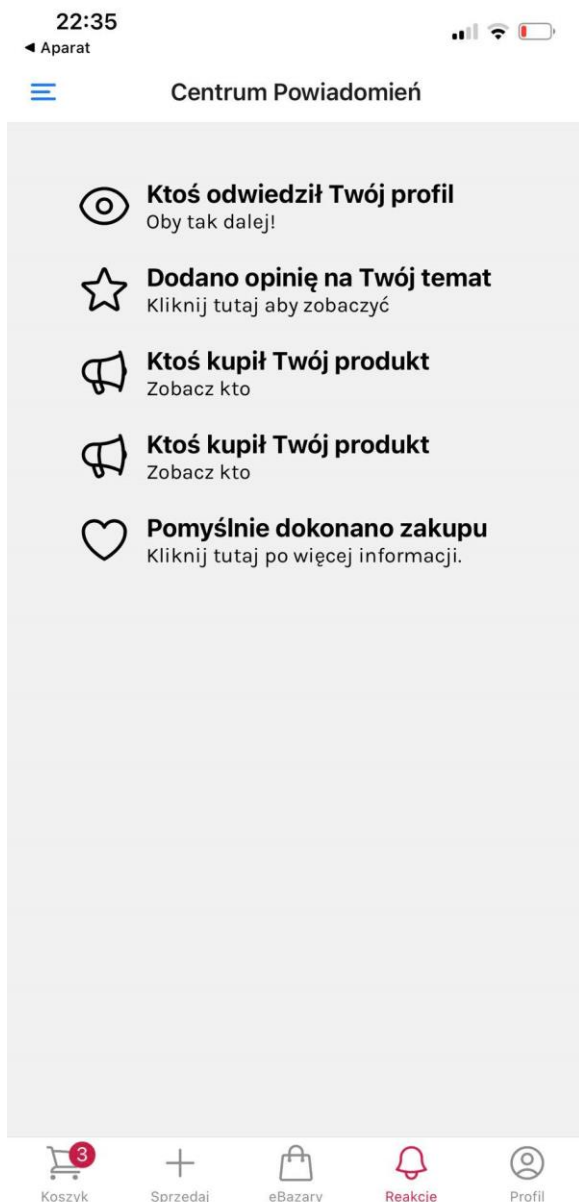 22:35
◀ Aparat
Centrum Powiadomień
Ktoś odwiedził Twój profil
Oby tak dalej!
Dodano opinię na Twój temat
Kliknij tutaj aby zobaczyć
Ktoś kupił Twój produkt
Zobacz kto
Ktoś kupił Twój produkt
Zobacz kto
Pomyślnie dokonano zakupu
Kliknij tutaj po więcej informacji.
3
Koszyk Sprzedaj eBazary Reakcje Profil